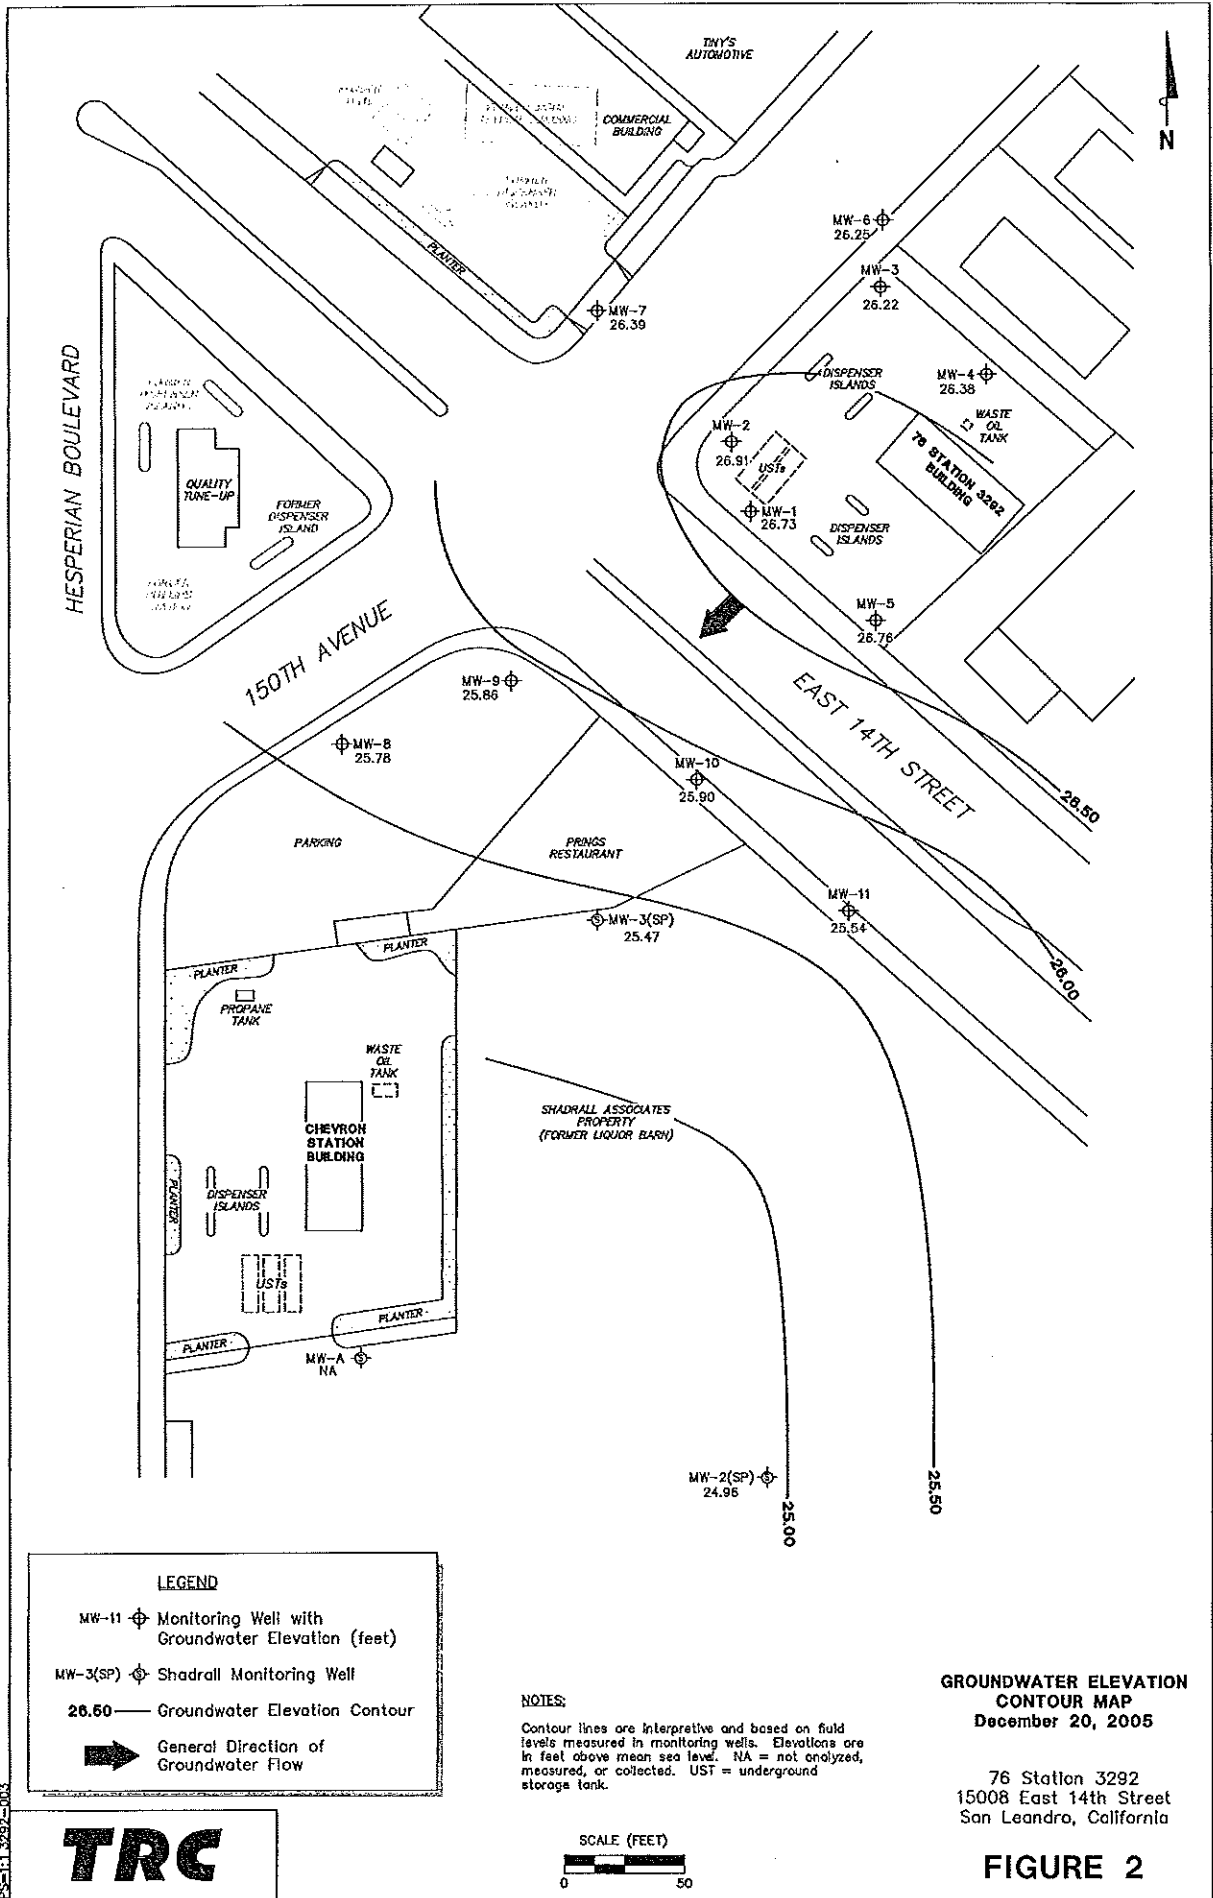 TINY'S
AUTOMOTIVE
COMMERCIAL
BUILDING
N
PLANTER
MW-6
26.25
MW-3
26.22
MW-7
26.39
DISPENSER
ISLANDS
MW-4
26.38
WASTE
OIL
TANK
MW-2
26.91
USTs
76 STATION 3292
BUILDING
MW-1
26.73
DISPENSER
ISLANDS
HESPERIAN BOULEVARD
QUALITY
TUNE-UP
FORMER
DISPENSER
ISLAND
MW-5
26.76
150TH AVENUE
MW-9
25.86
EAST 14TH STREET
MW-8
25.78
MW-10
25.90
26.50
PARKING
PRINGS
RESTAURANT
MW-11
25.54
MW-3(SP)
25.47
PLANTER
PLANTER
26.00
PROPANE
TANK
WASTE
OIL
TANK
SHADRALL ASSOCIATES
PROPERTY
(FORMER LIQUOR BARN)
CHEVRON
STATION
BUILDING
PLANTER
DISPENSER
ISLANDS
USTs
PLANTER
PLANTER
MW-A
NA
MW-2(SP)
24.96
25.00
25.50
LEGEND
MW-11 Monitoring Well with
Groundwater Elevation (feet)
MW-3(SP) S Shadrall Monitoring Well
26.50 Groundwater Elevation Contour
General Direction of
Groundwater Flow
NOTES:
Contour lines are interpretive and based on fluid
levels measured in monitoring wells. Elevations are
in feet above mean sea level. NA = not analyzed,
measured, or collected. UST = underground
storage tank.
GROUNDWATER ELEVATION
CONTOUR MAP
December 20, 2005
76 Station 3292
15008 East 14th Street
San Leandro, California
SCALE (FEET)
0 50
FIGURE 2
TRC
PS=1:1 3292-003